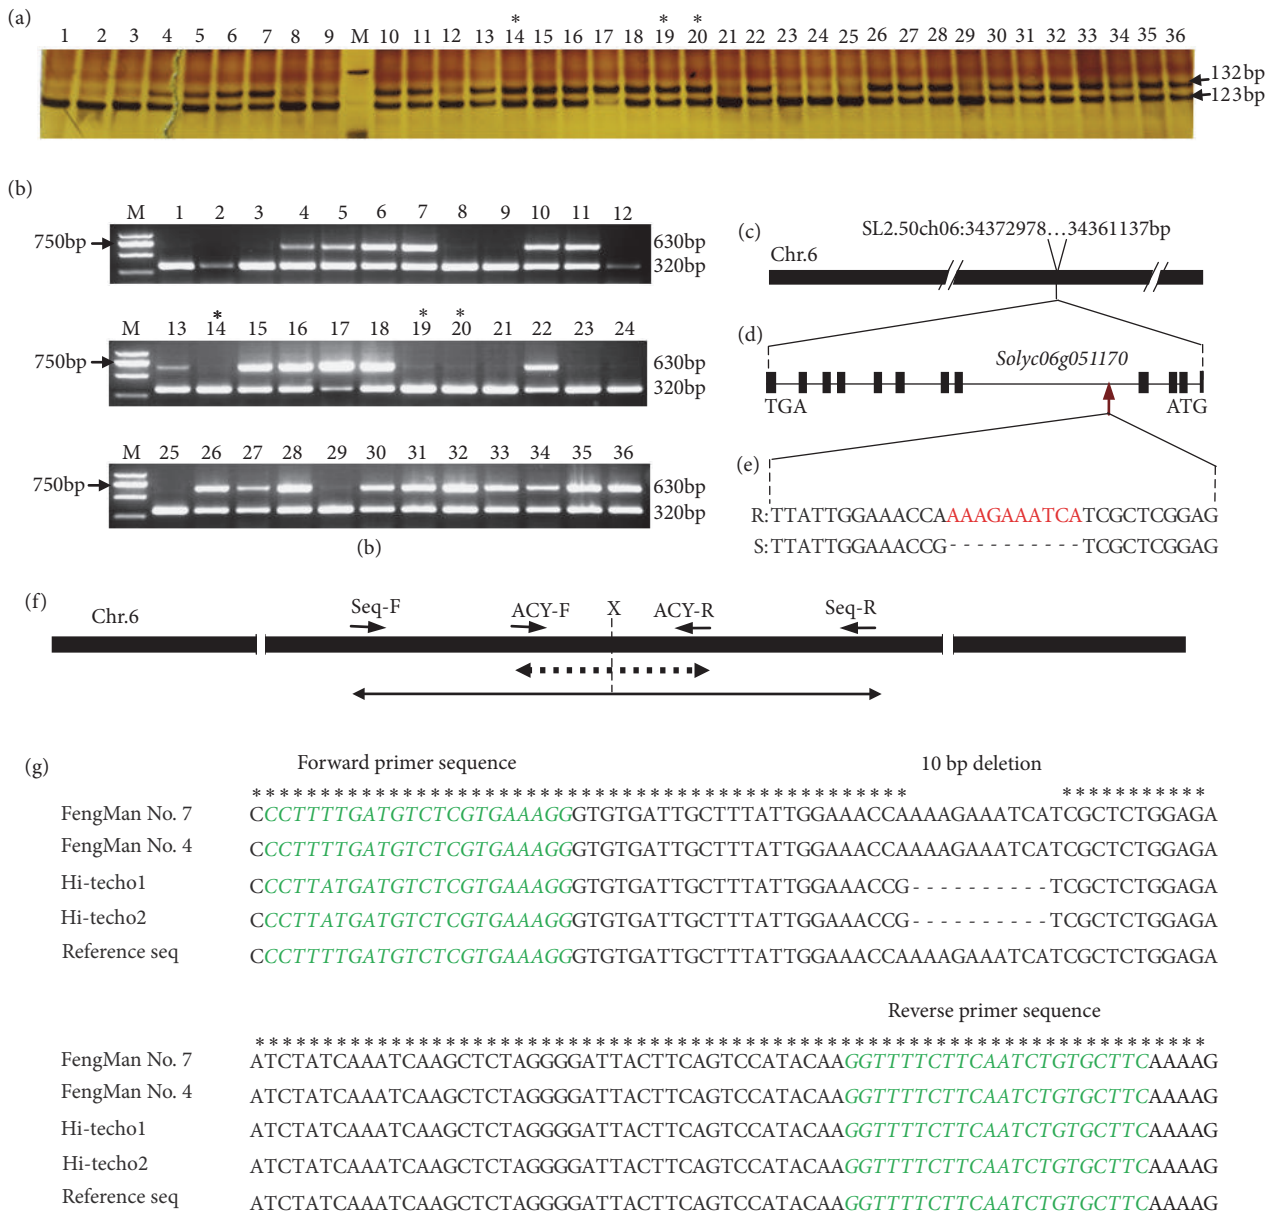 (a)
* * *
1 2 3 4 5 6 7 8 9 M 10 11 12 13 14 15 16 17 18 19 20 21 22 23 24 25 26 27 28 29 30 31 32 33 34 35 36
132bp
123bp
(b)
M 1 2 3 4 5 6 7 8 9 10 11 12
750bp 630bp
320bp
* * *
M 13 14 15 16 17 18 19 20 21 22 23 24
750bp 630bp
320bp
M 25 26 27 28 29 30 31 32 33 34 35 36
750bp 630bp
320bp
(b)
(c)
SL2.50ch06:34372978...34361137bp
Chr.6
(d)
Solyc06g051170
TGA ATG
(e)
R:TTATTGGAAACCAAAAGAAATCATCGCTCGGAG
S:TTATTGGAAACCG- - - - - - - - - -TCGCTCGGAG
(f)
Chr.6 Seq-F ACY-F X ACY-R Seq-R
(g)
Forward primer sequence 10 bp deletion
************************************************ ***********
FengMan No. 7 CCCTTTTGATGTCTCGTGAAAGGGTGTGATTGCTTTATTGGAAACCAAAAGAAATCATCGCTCTGGAGA
FengMan No. 4 CCCTTTTGATGTCTCGTGAAAGGGTGTGATTGCTTTATTGGAAACCAAAAGAAATCATCGCTCTGGAGA
Hi-techo1 CCCTTATGATGTCTCGTGAAAGGGTGTGATTGCTTTATTGGAAACCG- - - - - - - - - -TCGCTCTGGAGA
Hi-techo2 CCCTTATGATGTCTCGTGAAAGGGTGTGATTGCTTTATTGGAAACCG- - - - - - - - - -TCGCTCTGGAGA
Reference seq CCCTTTTGATGTCTCGTGAAAGGGTGTGATTGCTTTATTGGAAACCAAAAGAAATCATCGCTCTGGAGA
Reverse primer sequence
**********************************************************************
FengMan No. 7 ATCTATCAAATCAAGCTCTAGGGGATTACTTCAGTCCATACAAGGTTTTCTTCAATCTGTGCTTCAAAAG
FengMan No. 4 ATCTATCAAATCAAGCTCTAGGGGATTACTTCAGTCCATACAAGGTTTTCTTCAATCTGTGCTTCAAAAG
Hi-techo1 ATCTATCAAATCAAGCTCTAGGGGATTACTTCAGTCCATACAAGGTTTTCTTCAATCTGTGCTTCAAAAG
Hi-techo2 ATCTATCAAATCAAGCTCTAGGGGATTACTTCAGTCCATACAAGGTTTTCTTCAATCTGTGCTTCAAAAG
Reference seq ATCTATCAAATCAAGCTCTAGGGGATTACTTCAGTCCATACAAGGTTTTCTTCAATCTGTGCTTCAAAAG